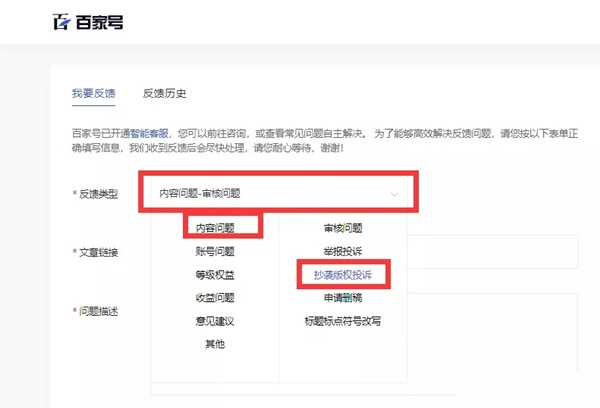 百家号
我要反馈 反馈历史
百家号已开通智能客服，您可以前往咨询，或查看常见问题自主解决。为了能够高效解决反馈问题，请您按以下表单正
确填写信息，我们收到反馈后会尽快处理，请您耐心等待，谢谢！
* 反馈类型 内容问题-审核问题
内容问题 审核问题
账号问题 举报投诉
* 文章链接
等级权益 抄袭版权投诉
收益问题 申请删稿
* 问题描述
意见建议 标题标点符号改写
其他